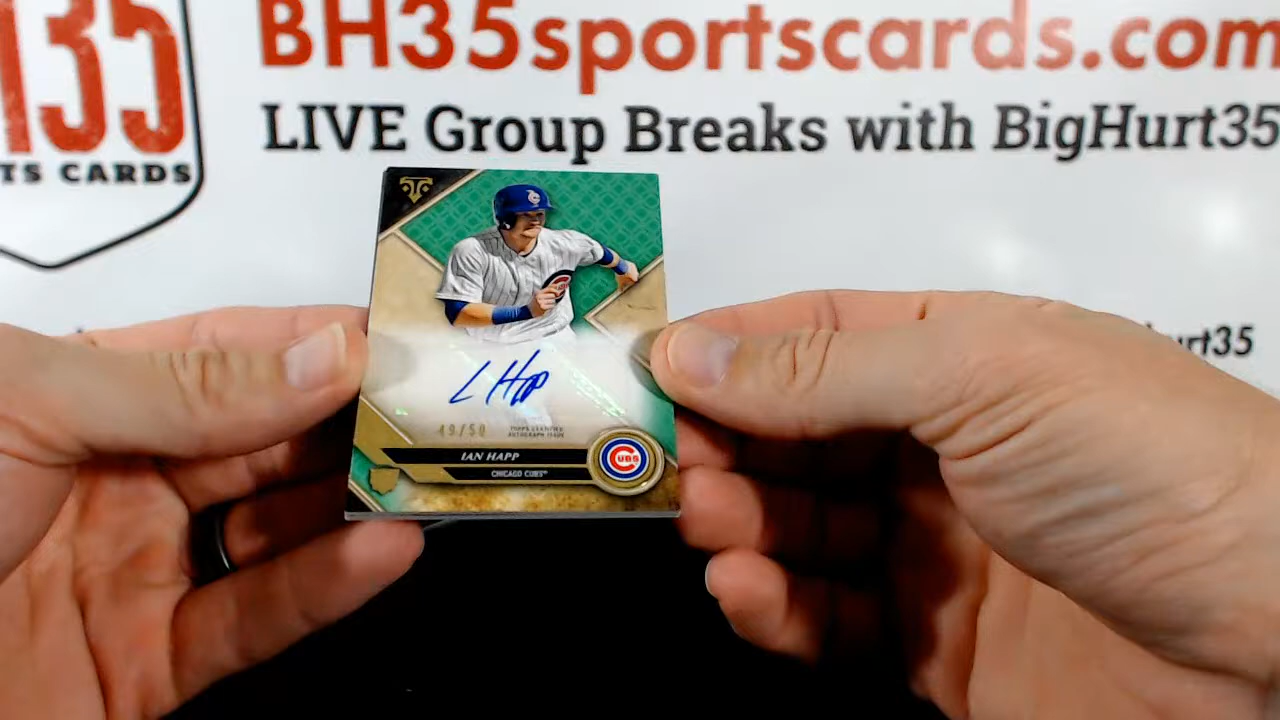 135
TS CARDS
BH35sportscards.com
LIVE Group Breaks with BigHurt35
urt35
49/50
TOPPS CERTIFIED
AUTOGRAPH ISSUE
IAN HAPP
CHICAGO CUBS
CUBS